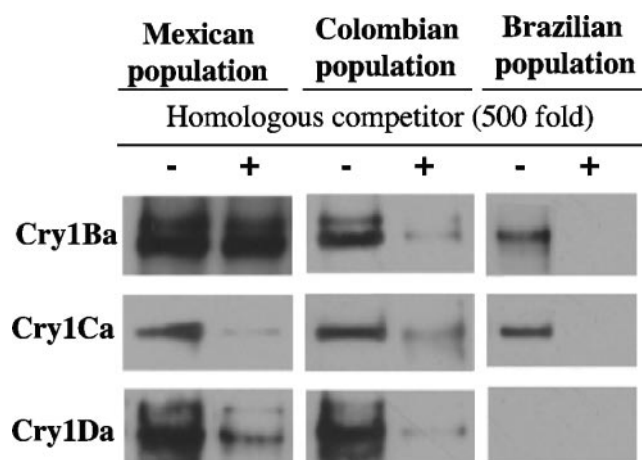 Mexican population Colombian population Brazilian population
Homologous competitor (500 fold)
- + - + - +
Cry1Ba
Cry1Ca
Cry1Da